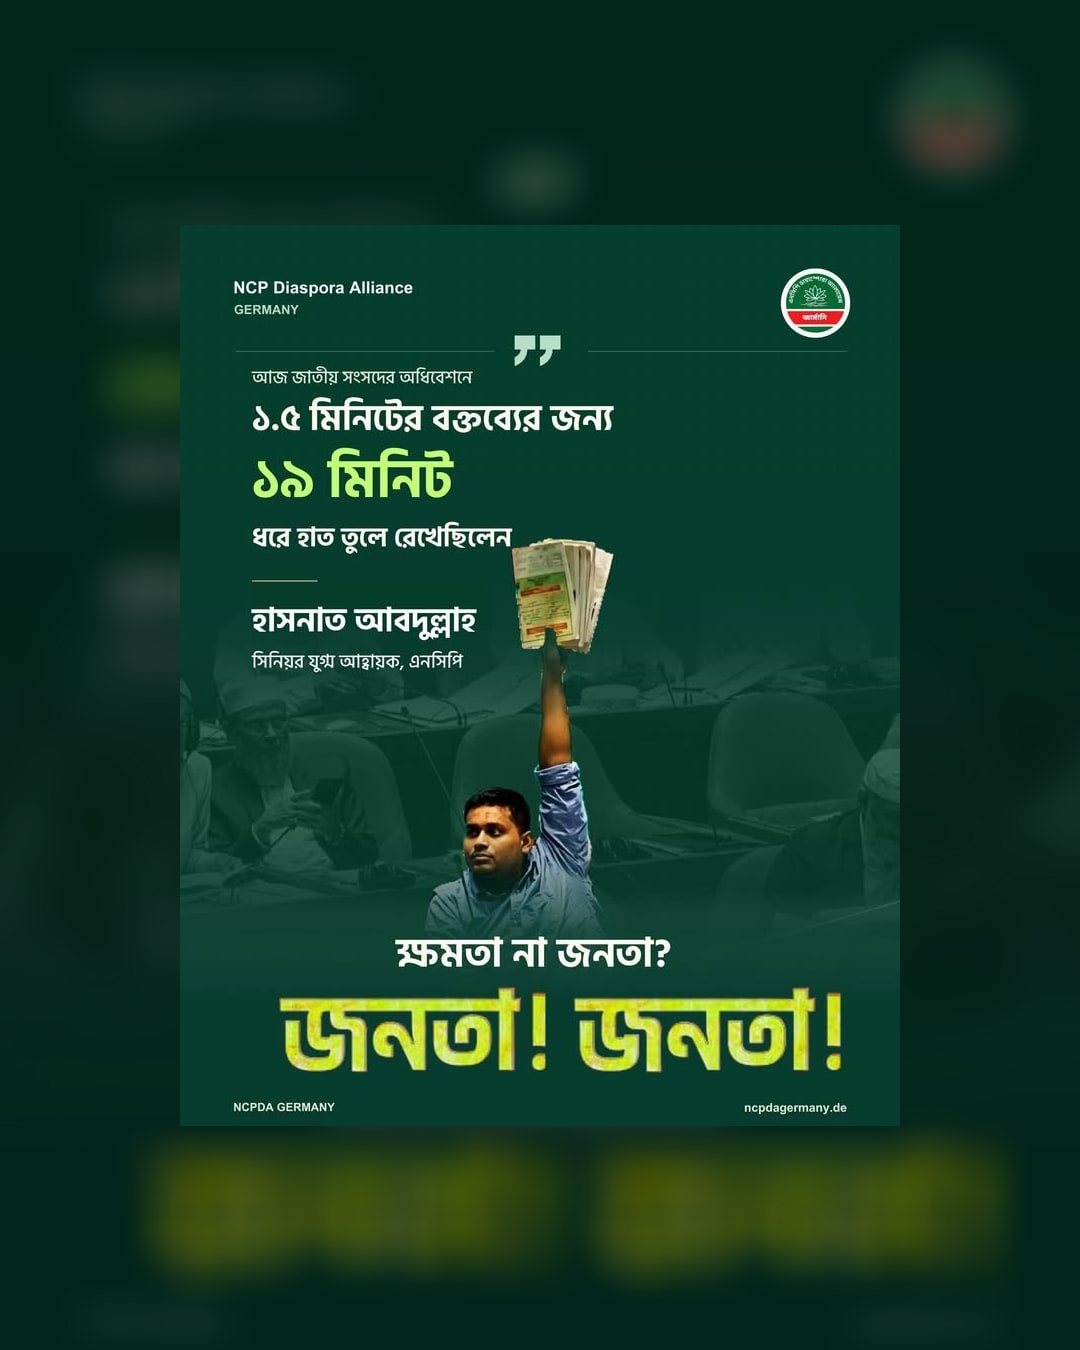 NCP Diaspora Alliance
GERMANY
এনসিপি ডায়াস্পোরা অ্যালায়েন্স
জার্মানি
আজ জাতীয় সংসদের অধিবেশনে
১.৫ মিনিটের বক্তব্যের জন্য
১৯ মিনিট
ধরে হাত তুলে রেখেছিলেন
হাসনাত আবদুল্লাহ
সিনিয়র যুগ্ম আহ্বায়ক, এনসিপি
ক্ষমতা না জনতা?
জনতা! জনতা!
NCPDA GERMANY
ncpdagermany.de